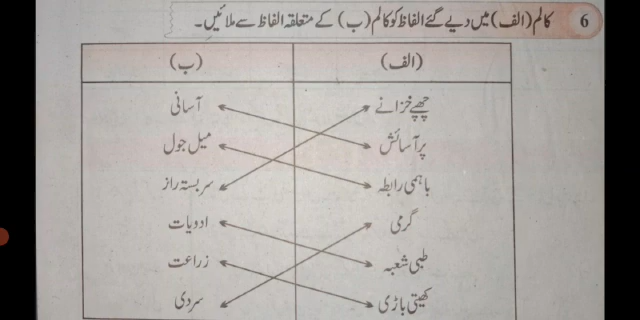 6 کالم (الف) میں دیے گئے الفاظ کو کالم (ب) کے متعلقہ الفاظ سے ملائیں۔
(الف) (ب)
چھپے خزانے آسانی
پر آسائش میل جول
باہمی رابطہ سربستہ راز
گرمی ادویات
طبی شعبہ زراعت
کھیتی باڑی سردی